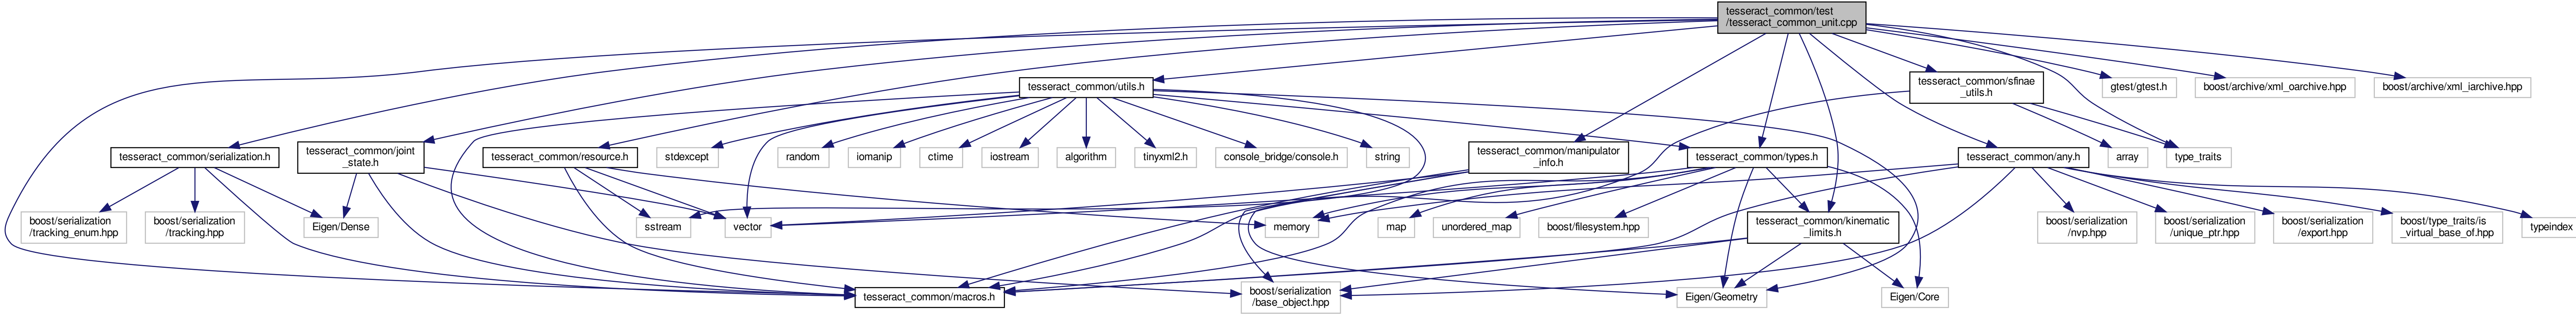 tesseract_common/test
/tesseract_common_unit.cpp
tesseract_common/utils.h
tesseract_common/sfinae
_utils.h
gtest/gtest.h
boost/archive/xml_oarchive.hpp
boost/archive/xml_iarchive.hpp
tesseract_common/serialization.h
tesseract_common/joint
_state.h
tesseract_common/resource.h
stdexcept
random
iomanip
ctime
iostream
algorithm
tinyxml2.h
console_bridge/console.h
string
tesseract_common/manipulator
_info.h
tesseract_common/types.h
tesseract_common/any.h
array
type_traits
boost/serialization
/tracking_enum.hpp
boost/serialization
/tracking.hpp
Eigen/Dense
sstream
vector
memory
map
unordered_map
boost/filesystem.hpp
tesseract_common/kinematic
_limits.h
boost/serialization
/nvp.hpp
boost/serialization
/unique_ptr.hpp
boost/serialization
/export.hpp
boost/type_traits/is
_virtual_base_of.hpp
typeindex
tesseract_common/macros.h
boost/serialization
/base_object.hpp
Eigen/Geometry
Eigen/Core